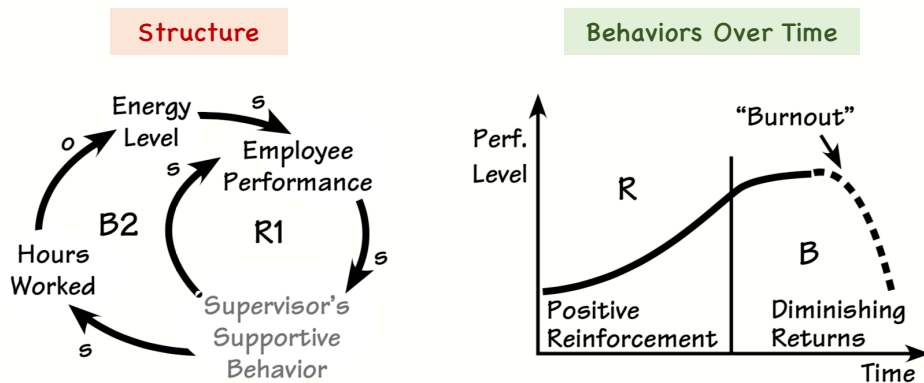 Structure
Energy
Level
s
Employee
Performance
o
s
B2
R1
Hours
Worked
s
Supervisor's
Supportive
Behavior
s
Behaviors Over Time
Perf.
Level
"Burnout"
R
B
Positive
Reinforcement
Diminishing
Returns
Time